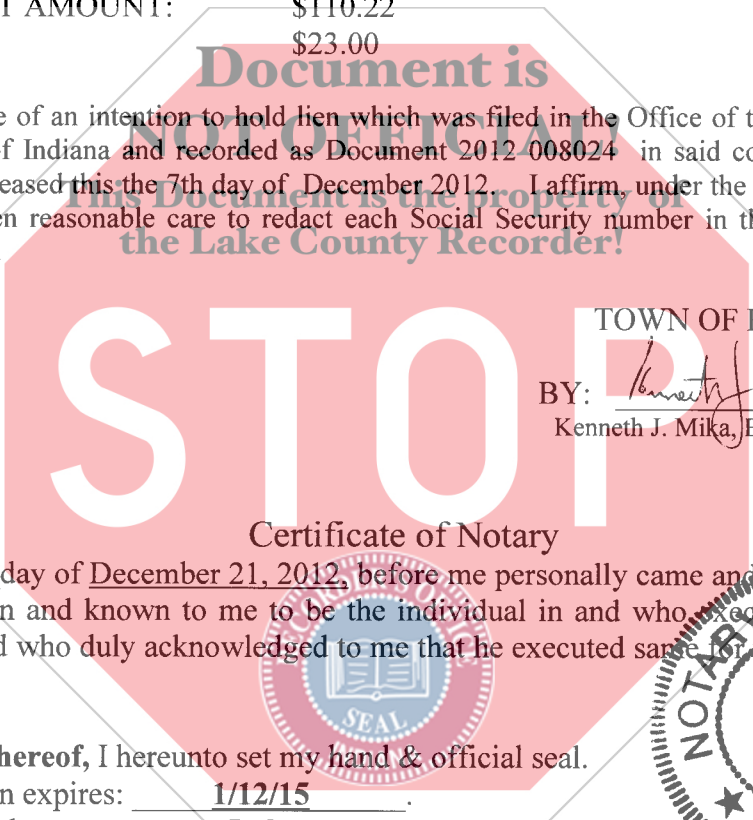 T AMOUNT: $110.22
$23.00
Document is
e of an intention to hold lien which was filed in the Office of t
NOT OFFICIAL!
f Indiana and recorded as Document 2012 008024 in said co
eased this the 7th day of December 2012. I affirm, under the
This Document is the property of
en reasonable care to redact each Social Security number in th
the Lake County Recorder!
STOP
TOWN OF
BY:
Kenneth J. Mika,
Certificate of Notary
day of December 21, 2012, before me personally came and
n and known to me to be the individual in and who exec
d who duly acknowledged to me that he executed same for
SEAL
NOTAR
hereof, I hereunto set my hand & official seal.
n expires: 1/12/15.